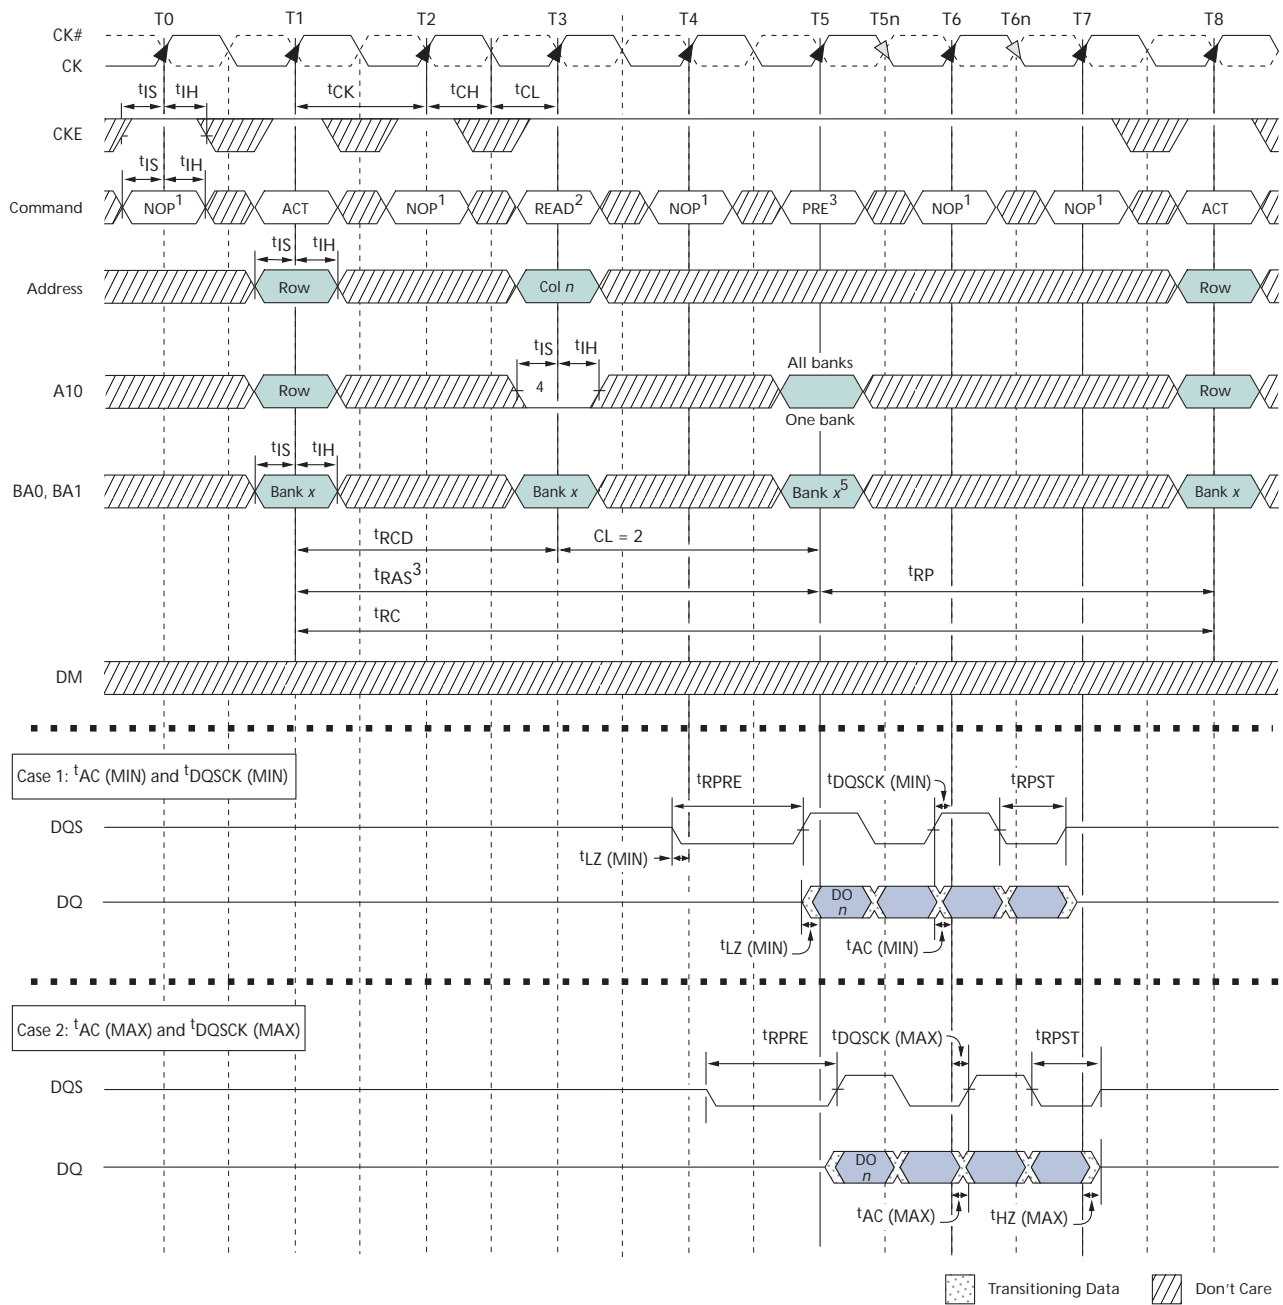 T0 T1 T2 T3 T4 T5 T5n T6 T6n T7 T8
CK#
CK
tIS tIH tCK tCH tCL
CKE
tIS tIH
Command NOP1 ACT NOP1 READ2 NOP1 PRE3 NOP1 NOP1 ACT
tIS tIH
Address Row Col n Row
tIS tIH All banks
A10 Row 4 Row
One bank
tIS tIH
BA0, BA1 Bank x Bank x Bank x5 Bank x
tRCD CL = 2
tRAS3 tRP
tRC
DM
Case 1: tAC (MIN) and tDQSCK (MIN)
tRPRE tDQSCK (MIN) tRPST
DQS
tLZ (MIN)
DQ DO n
tLZ (MIN) tAC (MIN)
Case 2: tAC (MAX) and tDQSCK (MAX)
tRPRE tDQSCK (MAX) tRPST
DQS
DQ DO n
tAC (MAX) tHZ (MAX)
Transitioning Data Don't Care